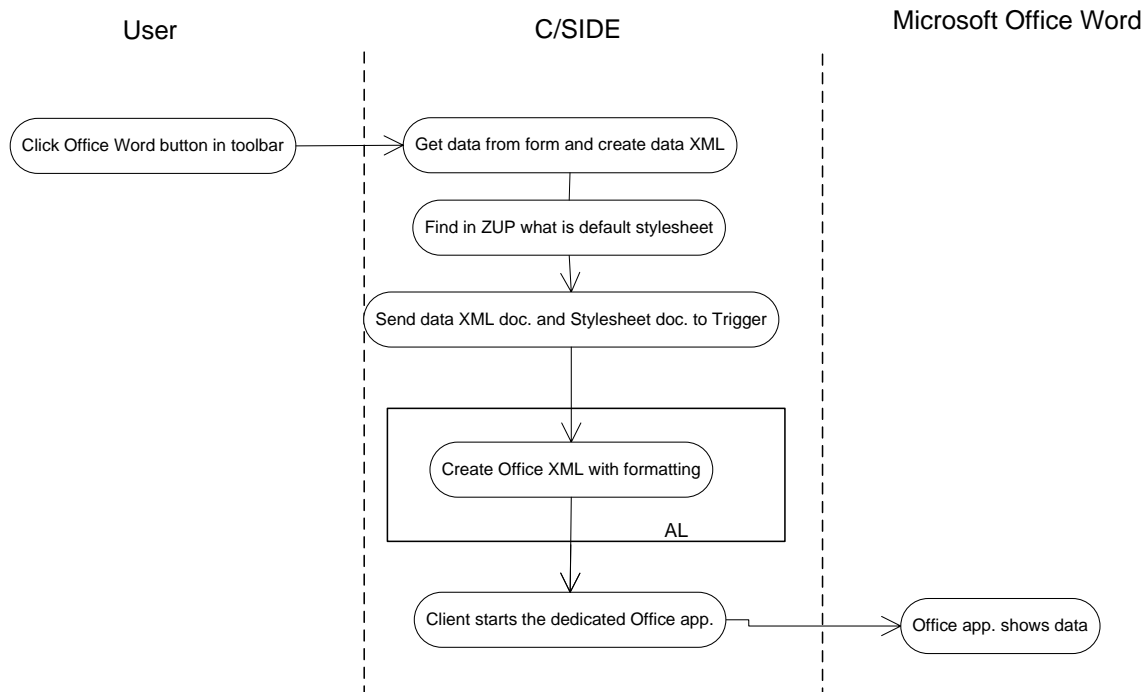 User
C/SIDE
Microsoft Office Word
Click Office Word button in toolbar
Get data from form and create data XML
Find in ZUP what is default stylesheet
Send data XML doc. and Stylesheet doc. to Trigger
Create Office XML with formatting
AL
Client starts the dedicated Office app.
Office app. shows data